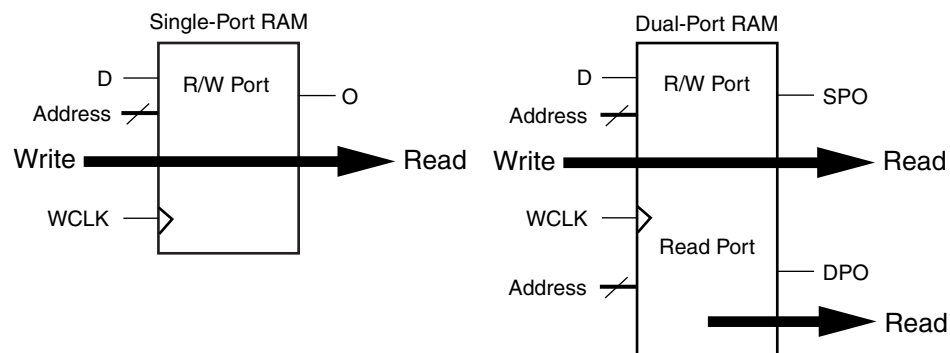 Single-Port RAM
D
R/W Port
O
Address
Write
Read
WCLK
Dual-Port RAM
D
R/W Port
SPO
Address
Write
Read
WCLK
Read Port
DPO
Address
Read